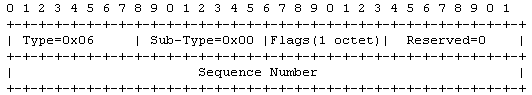 0 1 2 3 4 5 6 7 8 9 0 1 2 3 4 5 6 7 8 9 0 1 2 3 4 5 6 7 8 9 0 1
+-+-+-+-+-+-+-+-+-+-+-+-+-+-+-+-+-+-+-+-+-+-+-+-+-+-+-+-+-+-+-+-+
| Type=0x06 | Sub-Type=0x00 |Flags(1 octet)| Reserved=0 |
+-+-+-+-+-+-+-+-+-+-+-+-+-+-+-+-+-+-+-+-+-+-+-+-+-+-+-+-+-+-+-+-+
| Sequence Number |
+-+-+-+-+-+-+-+-+-+-+-+-+-+-+-+-+-+-+-+-+-+-+-+-+-+-+-+-+-+-+-+-+